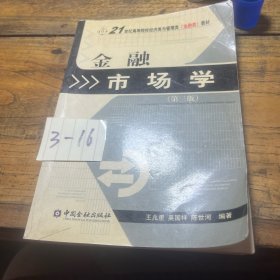 21世纪高等院校经济类与管理类（金融类）教材
金融
市场学
（第三版）
3-16
王兆星 吴国祥 陈世河 编著
中国金融出版社